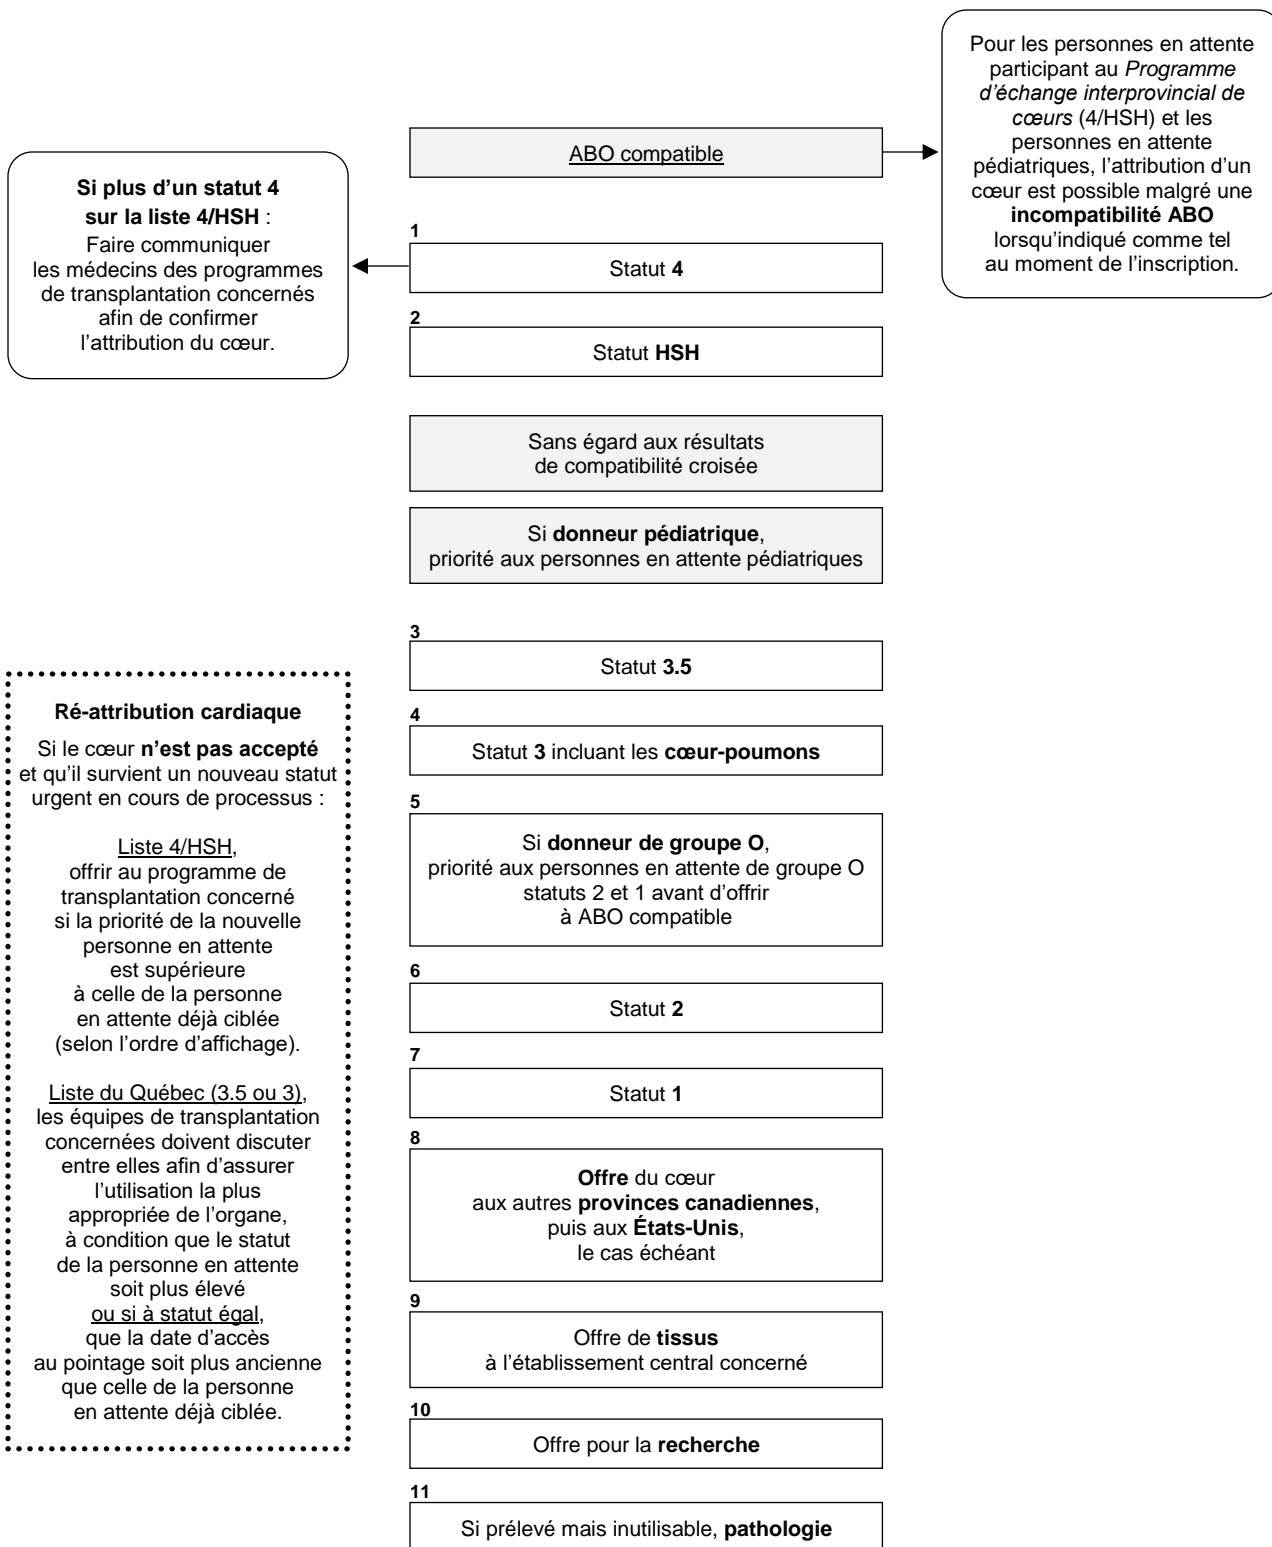 Pour les personnes en attente
participant au Programme
d'échange interprovincial de
cœurs (4/HSH) et les
personnes en attente
pédiatriques, l'attribution d'un
cœur est possible malgré une
incompatibilité ABO
lorsqu'indiqué comme tel
au moment de l'inscription.
ABO compatible
Si plus d'un statut 4
sur la liste 4/HSH :
Faire communiquer
les médecins des programmes
de transplantation concernés
afin de confirmer
l'attribution du cœur.
1
Statut 4
2
Statut HSH
Sans égard aux résultats
de compatibilité croisée
Si donneur pédiatrique,
priorité aux personnes en attente pédiatriques
3
Statut 3.5
4
Statut 3 incluant les cœur-poumons
5
Si donneur de groupe O,
priorité aux personnes en attente de groupe O
statuts 2 et 1 avant d'offrir
à ABO compatible
6
Statut 2
7
Statut 1
8
Offre du cœur
aux autres provinces canadiennes,
puis aux États-Unis,
le cas échéant
9
Offre de tissus
à l'établissement central concerné
10
Offre pour la recherche
11
Si prélevé mais inutilisable, pathologie
Ré-attribution cardiaque
Si le cœur n'est pas accepté
et qu'il survient un nouveau statut
urgent en cours de processus :
Liste 4/HSH,
offrir au programme de
transplantation concerné
si la priorité de la nouvelle
personne en attente
est supérieure
à celle de la personne
en attente déjà ciblée
(selon l'ordre d'affichage).
Liste du Québec (3.5 ou 3),
les équipes de transplantation
concernées doivent discuter
entre elles afin d'assurer
l'utilisation la plus
appropriée de l'organe,
à condition que le statut
de la personne en attente
soit plus élevé
ou si à statut égal,
que la date d'accès
au pointage soit plus ancienne
que celle de la personne
en attente déjà ciblée.